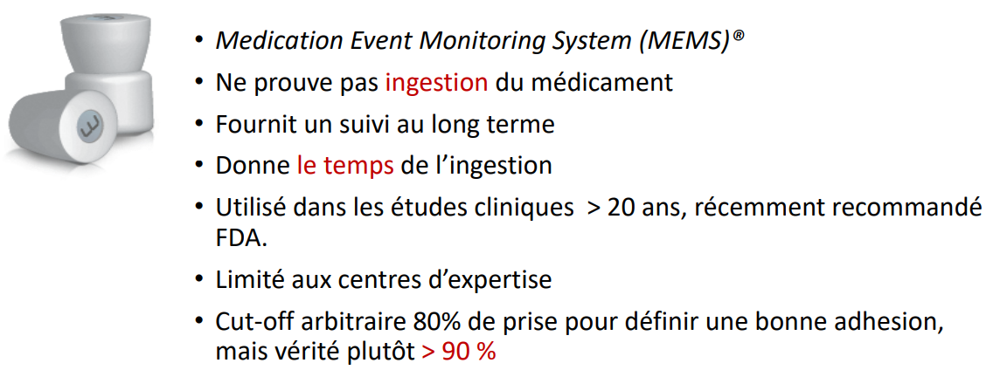 • Medication Event Monitoring System (MEMS)®
• Ne prouve pas ingestion du médicament
• Fournit un suivi au long terme
• Donne le temps de l’ingestion
• Utilisé dans les études cliniques > 20 ans, récemment recommandé
FDA.
• Limité aux centres d’expertise
• Cut-off arbitraire 80% de prise pour définir une bonne adhesion,
mais vérité plutôt > 90 %